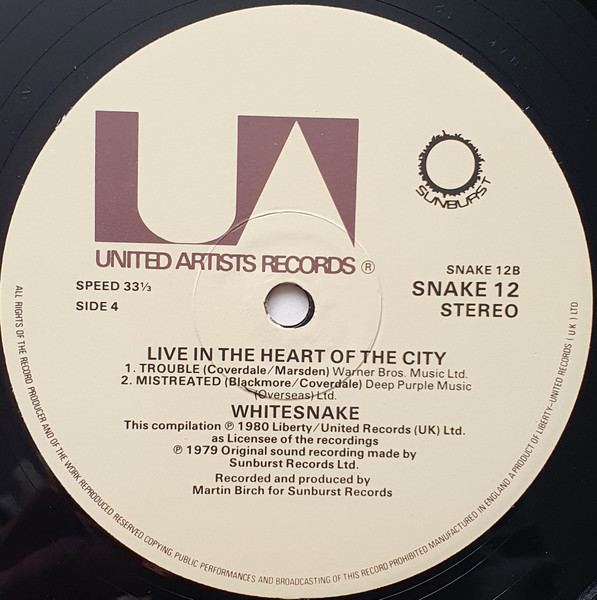 UA
UNITED ARTISTS RECORDS ®
SUNBURST
SPEED 33⅓
SIDE 4
SNAKE 12B
SNAKE 12
STEREO
LIVE IN THE HEART OF THE CITY
1. TROUBLE (Coverdale/Marsden) Warner Bros. Music Ltd.
2. MISTREATED (Blackmore/Coverdale) Deep Purple Music
(Overseas) Ltd.
WHITESNAKE
This compilation ℗ 1980 Liberty/United Records (UK) Ltd.
as Licensee of the recordings
℗ 1979 Original sound recording made by
Sunburst Records Ltd.
Recorded and produced by
Martin Birch for Sunburst Records
ALL RIGHTS OF THE RECORD PRODUCER AND OF THE WORK REPRODUCED RESERVED. COPYING, PUBLIC PERFORMANCES AND BROADCASTING OF THIS RECORD PROHIBITED MANUFACTURED IN ENGLAND A PRODUCT OF LIBERTY-UNITED RECORDS (UK) LTD